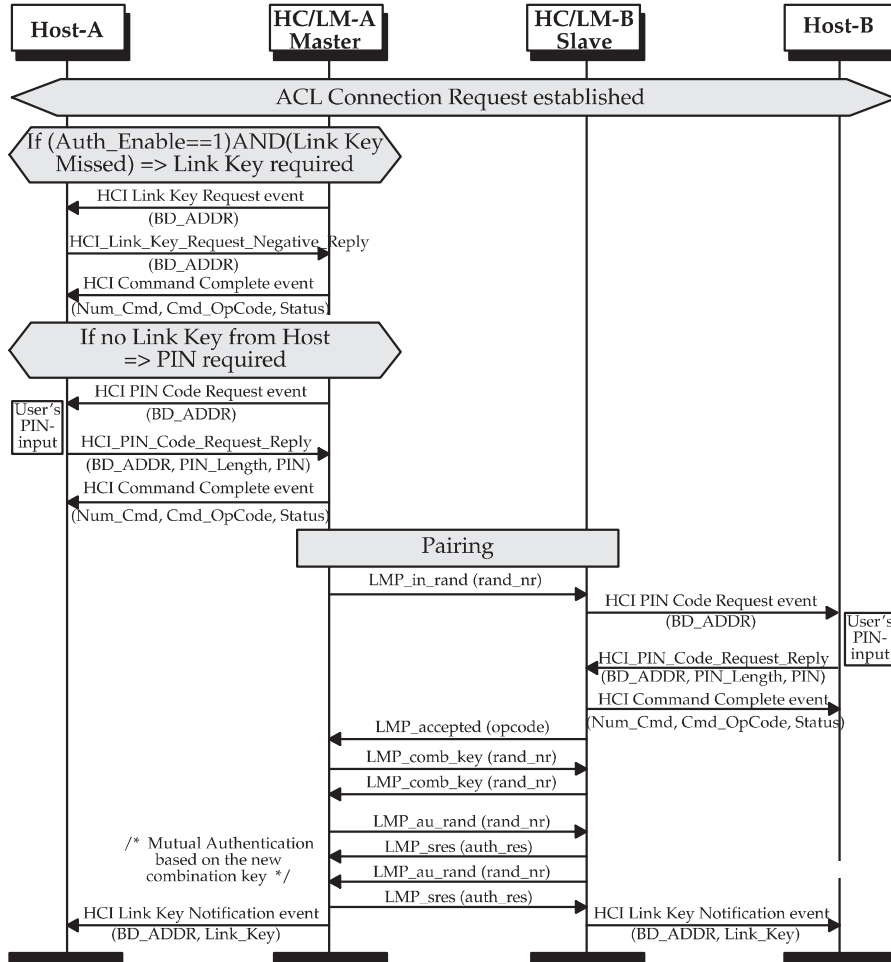 Host-A
HC/LM-A
Master
HC/LM-B
Slave
Host-B
ACL Connection Request established
If (Auth_Enable==1)AND(Link Key
Missed) => Link Key required
HCI Link Key Request event
(BD_ADDR)
HCI_Link_Key_Request_Negative_Reply
(BD_ADDR)
HCI Command Complete event
(Num_Cmd, Cmd_OpCode, Status)
If no Link Key from Host
=> PIN required
HCI PIN Code Request event
(BD_ADDR)
User's
PIN-
input
HCI_PIN_Code_Request_Reply
(BD_ADDR, PIN_Length, PIN)
HCI Command Complete event
(Num_Cmd, Cmd_OpCode, Status)
Pairing
LMP_in_rand (rand_nr)
HCI PIN Code Request event
(BD_ADDR)
User's
PIN-
input
HCI_PIN_Code_Request_Reply
(BD_ADDR, PIN_Length, PIN)
HCI Command Complete event
(Num_Cmd, Cmd_OpCode, Status)
LMP_accepted (opcode)
LMP_comb_key (rand_nr)
LMP_comb_key (rand_nr)
LMP_au_rand (rand_nr)
/* Mutual Authentication
based on the new
combination key */
LMP_sres (auth_res)
LMP_au_rand (rand_nr)
LMP_sres (auth_res)
HCI Link Key Notification event
(BD_ADDR, Link_Key)
HCI Link Key Notification event
(BD_ADDR, Link_Key)